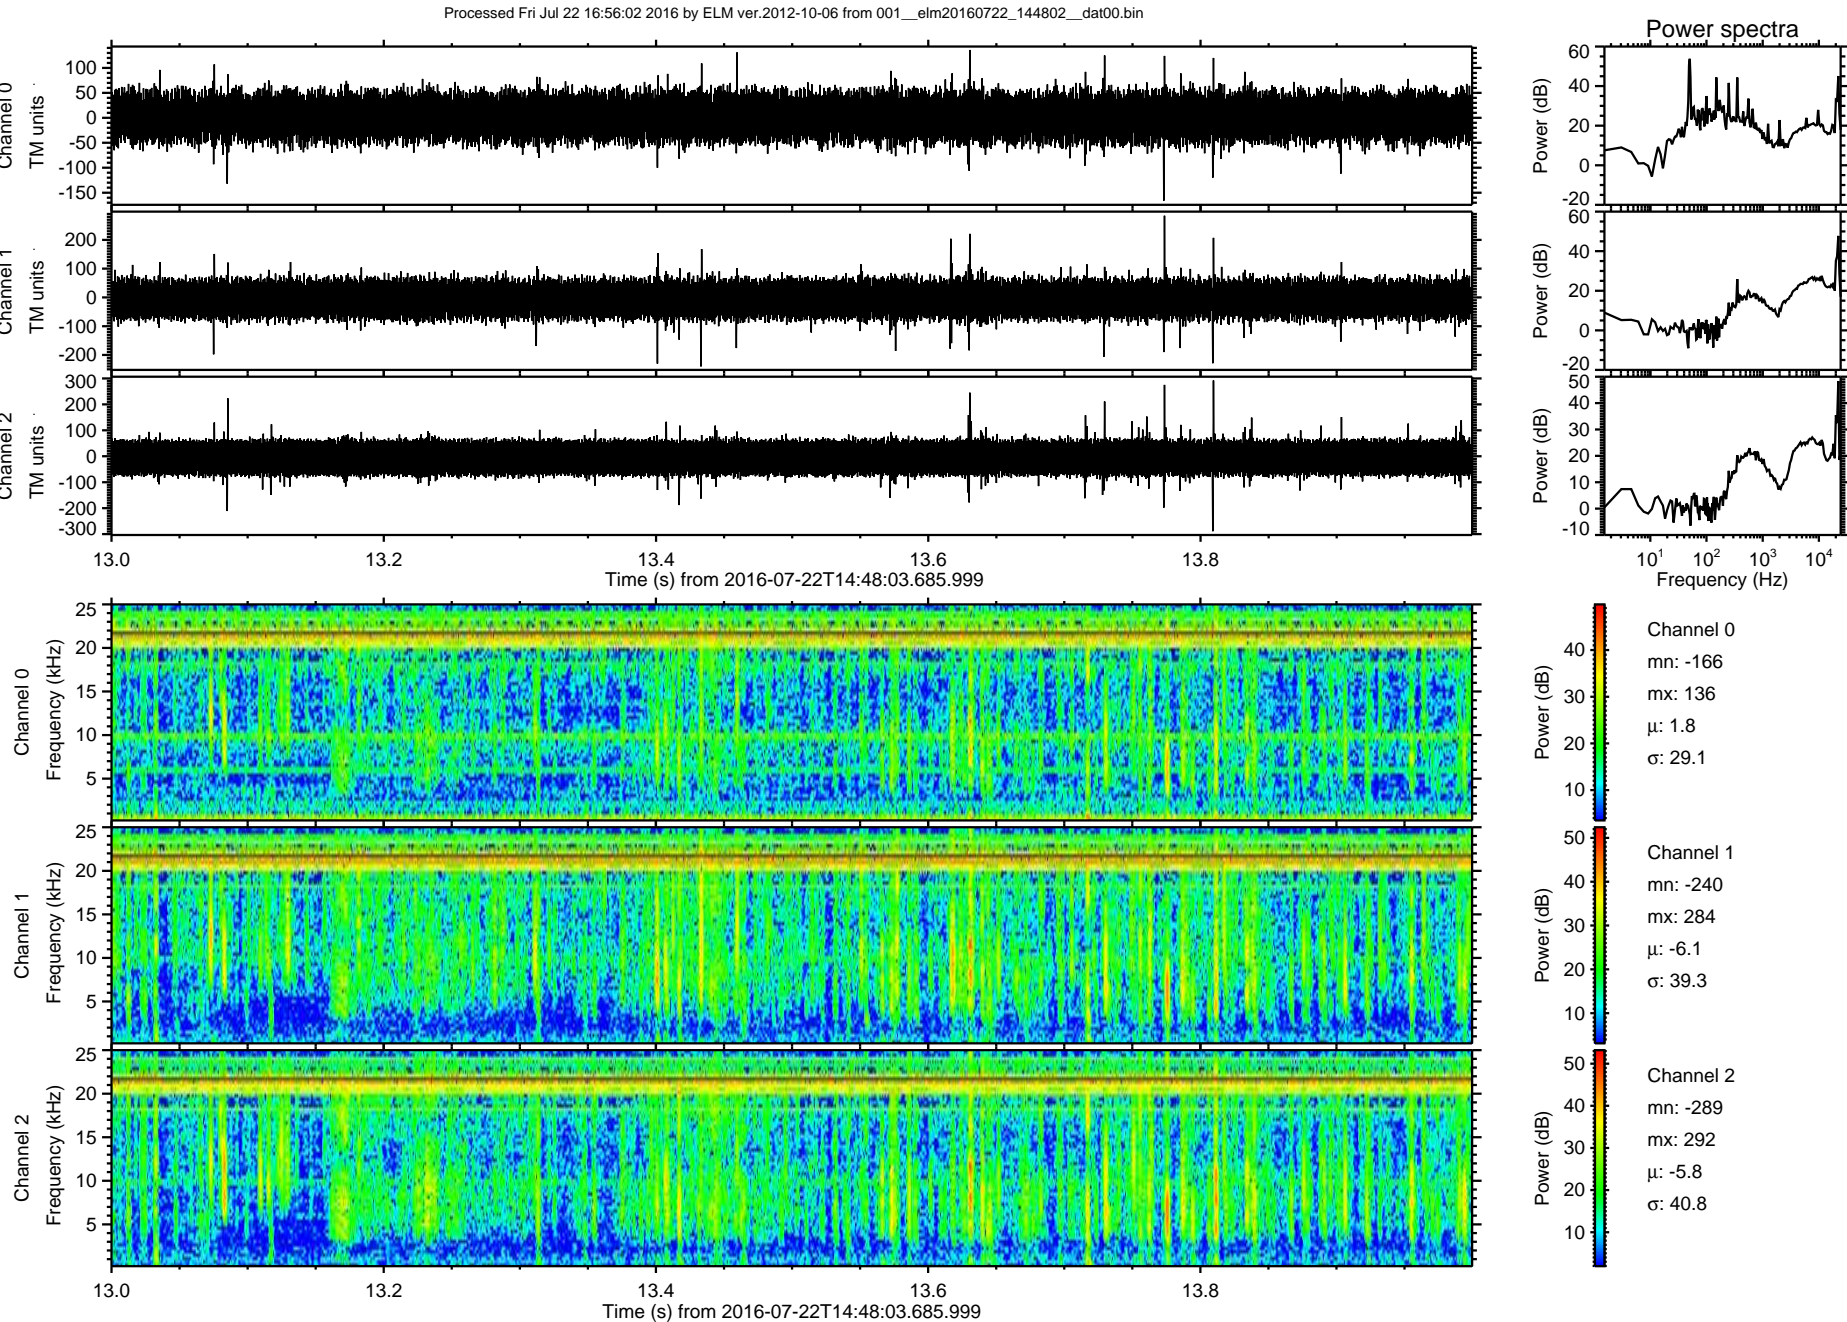 Processed Fri Jul 22 16:56:02 2016 by ELM ver.2012-10-06 from 001__elm20160722_144802__dat00.bin
Power spectra
Channel 0
TM units
100
50
0
-50
-100
-150
Power (dB)
60
40
20
0
-20
Channel 1
TM units
200
100
0
-100
-200
Power (dB)
60
40
20
0
-20
Channel 2
TM units
300
200
100
0
-100
-200
-300
Power (dB)
50
40
30
20
10
0
-10
13.0 13.2 13.4 13.6 13.8
Time (s) from 2016-07-22T14:48:03.685.999
10¹ 10² 10³ 10⁴
Frequency (Hz)
Channel 0
Frequency (kHz)
25
20
15
10
5
Power (dB)
40
30
20
10
Channel 0
mn: -166
mx: 136
μ: 1.8
σ: 29.1
Channel 1
Frequency (kHz)
25
20
15
10
5
Power (dB)
50
40
30
20
10
Channel 1
mn: -240
mx: 284
μ: -6.1
σ: 39.3
Channel 2
Frequency (kHz)
25
20
15
10
5
Power (dB)
50
40
30
20
10
Channel 2
mn: -289
mx: 292
μ: -5.8
σ: 40.8
13.0 13.2 13.4 13.6 13.8
Time (s) from 2016-07-22T14:48:03.685.999